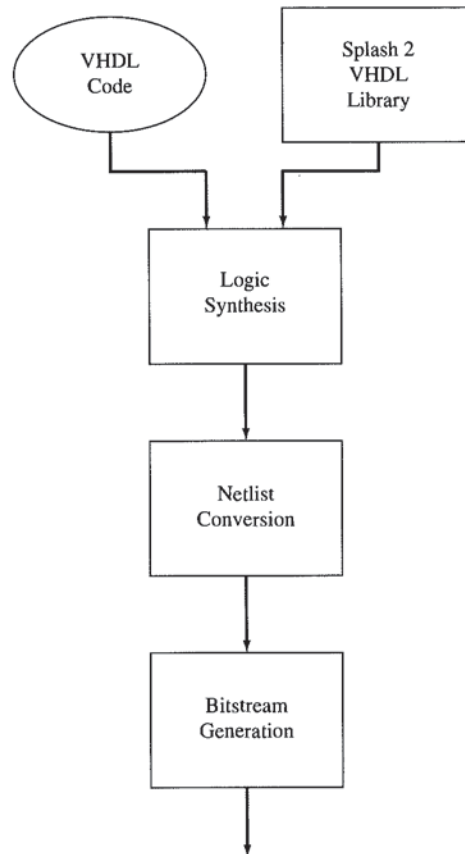 VHDL
Code
Splash 2
VHDL
Library
Logic
Synthesis
Netlist
Conversion
Bitstream
Generation